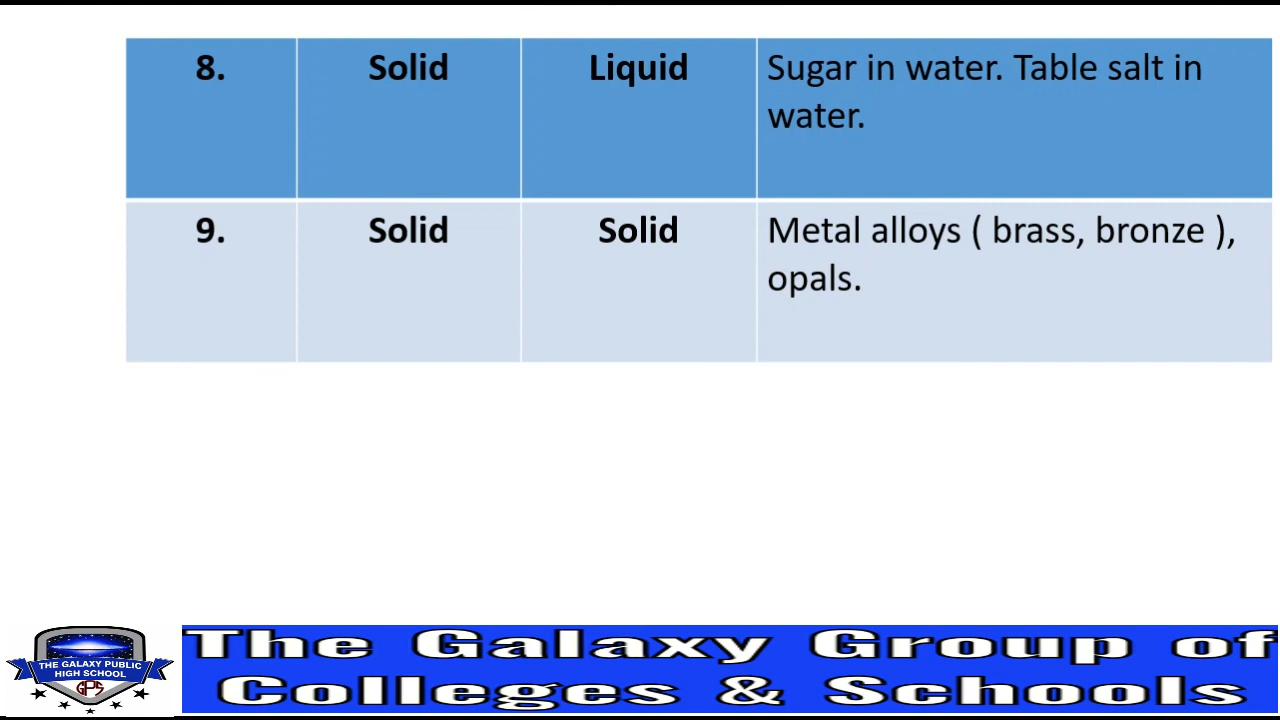 8. Solid Liquid Sugar in water. Table salt in
water.
9. Solid Solid Metal alloys ( brass, bronze ),
opals.
THE GALAXY PUBLIC
HIGH SCHOOL
GPS
The Galaxy Group of
Colleges & Schools